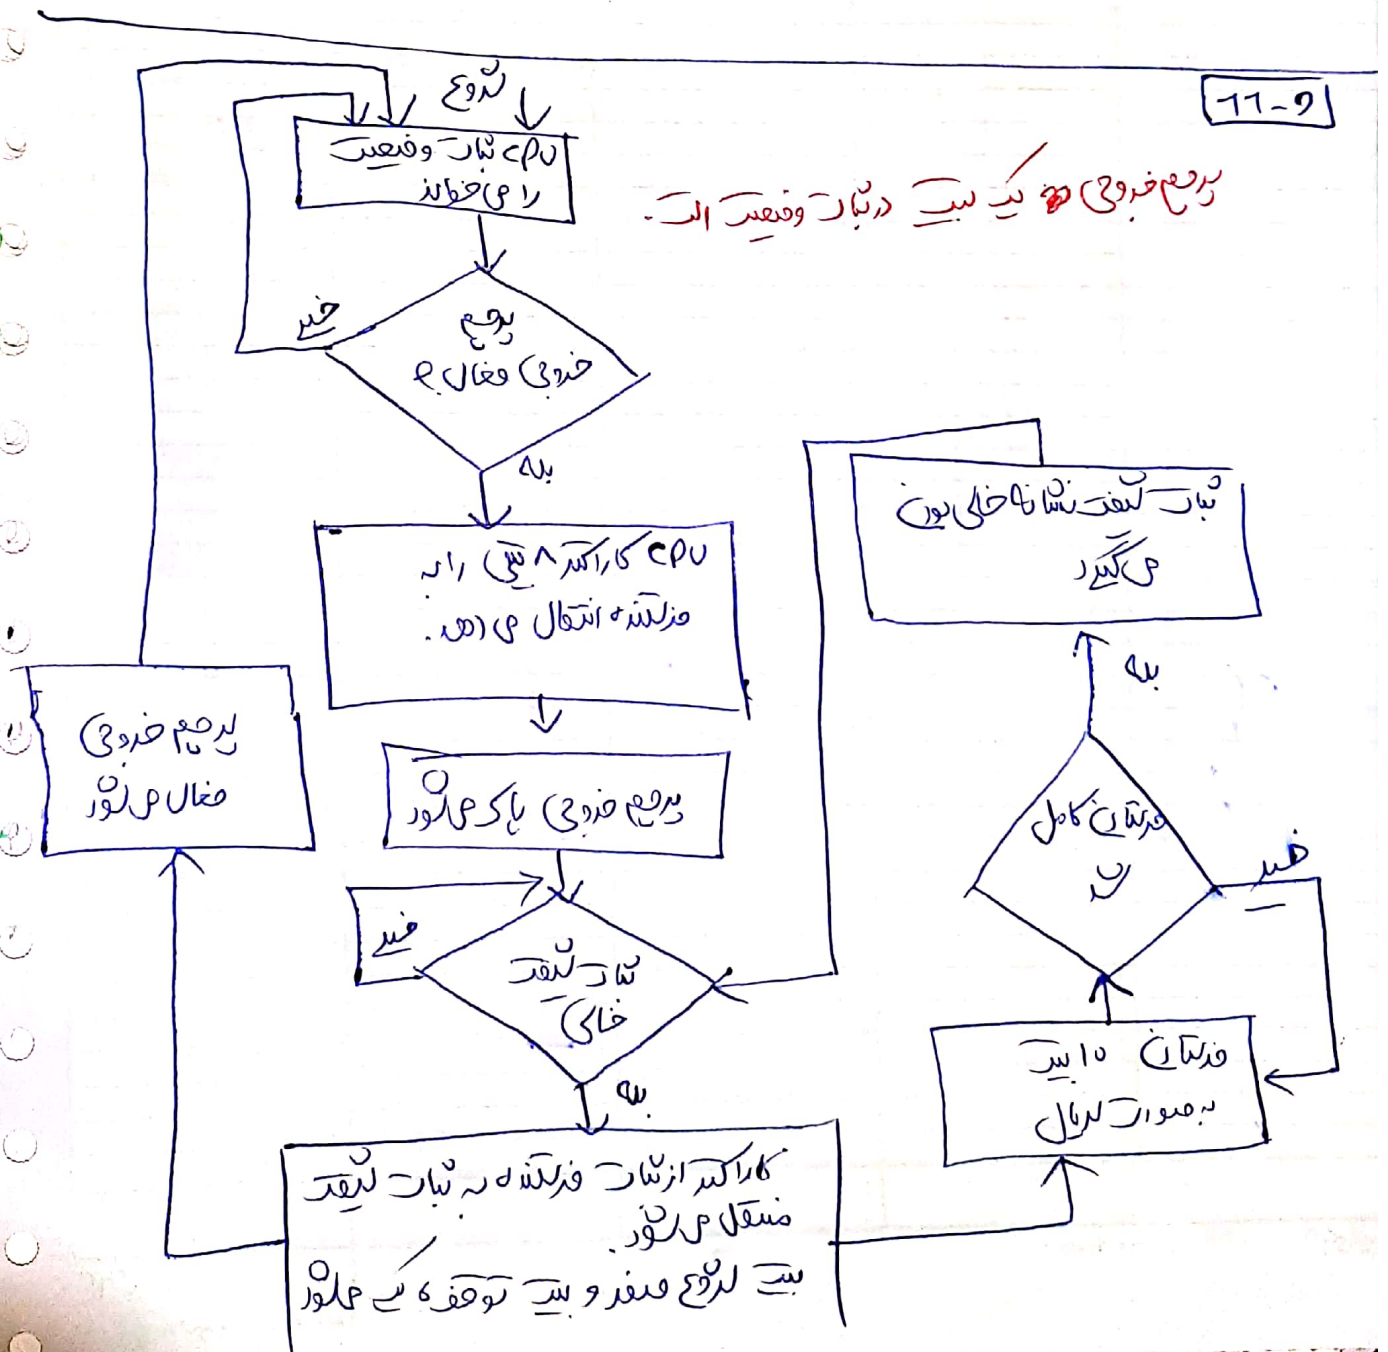 ۱۱-۹
پرچم خروجی یک بیت در ثبات وضعیت است.
شروع
CPU ثبات وضعیت
را می‌خواند
خیر
پرچم
خروجی فعال؟
بله
CPU کاراکتر ۸ بیتی را به
فرستنده انتقال می‌دهد.
پرچم خروجی پاک می‌شود
خیر
ثبات شیفت
خالی
بله
کاراکتر از ثبات فرستنده به ثبات شیفت
منتقل می‌شود.
بیت شروع صفر و بیت توقف یک می‌شود
پرچم خروجی
فعال می‌شود
فرستادن ۱۰ بیت
به صورت سریال
فرستادن کامل
شد
خیر
بله
ثبات شیفت نشانه خالی بودن
می‌گیرد